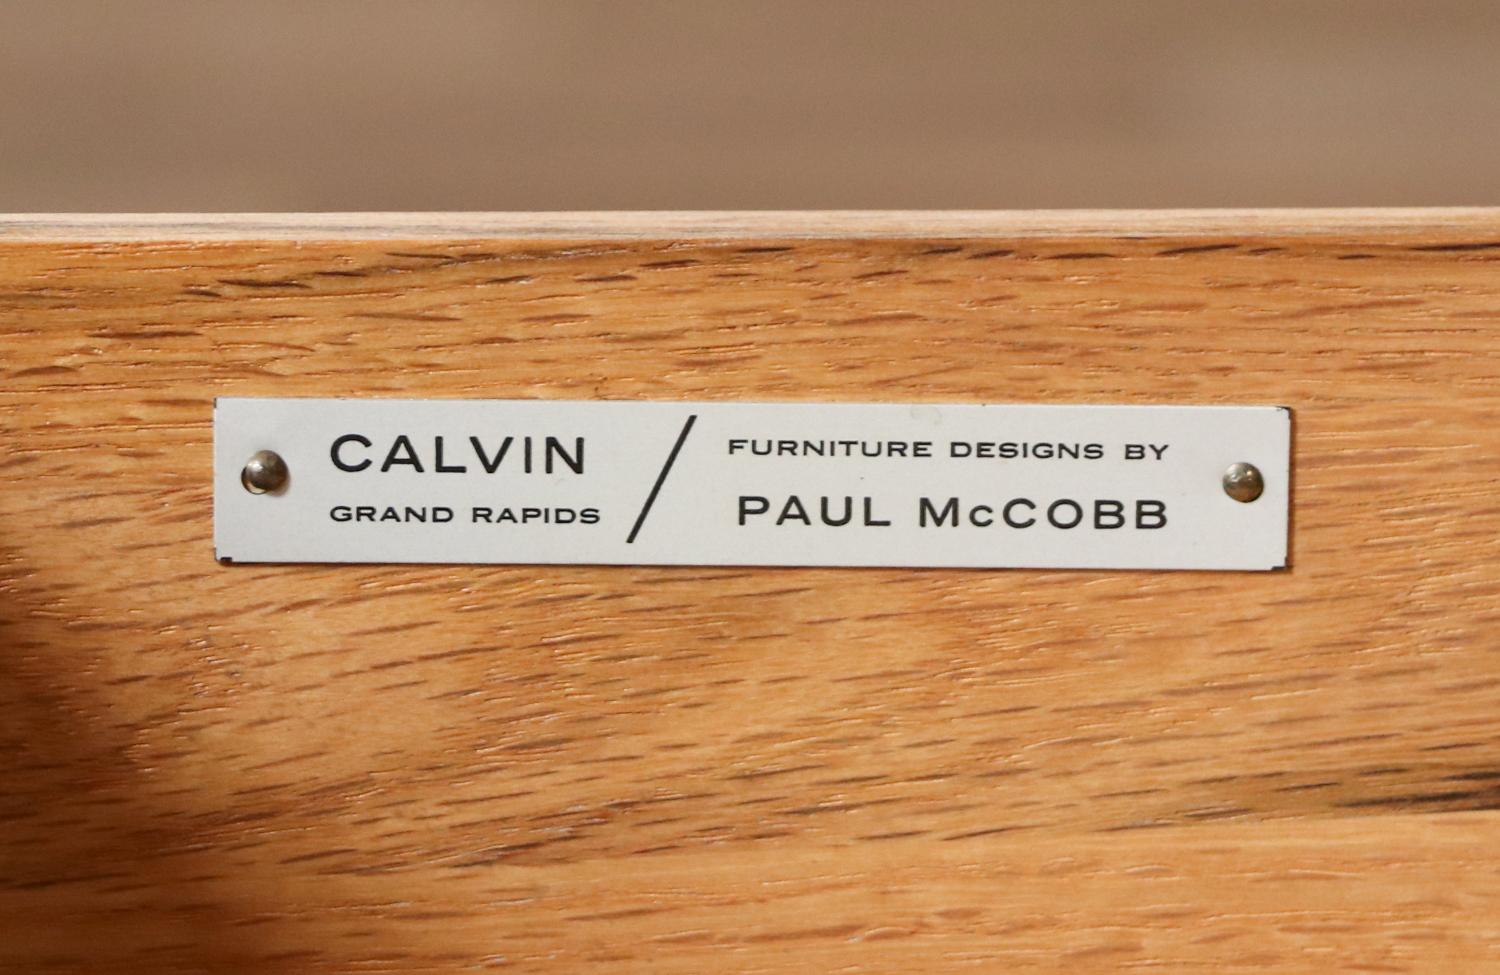 CALVIN
GRAND RAPIDS
/
FURNITURE DESIGNS BY
PAUL McCOBB